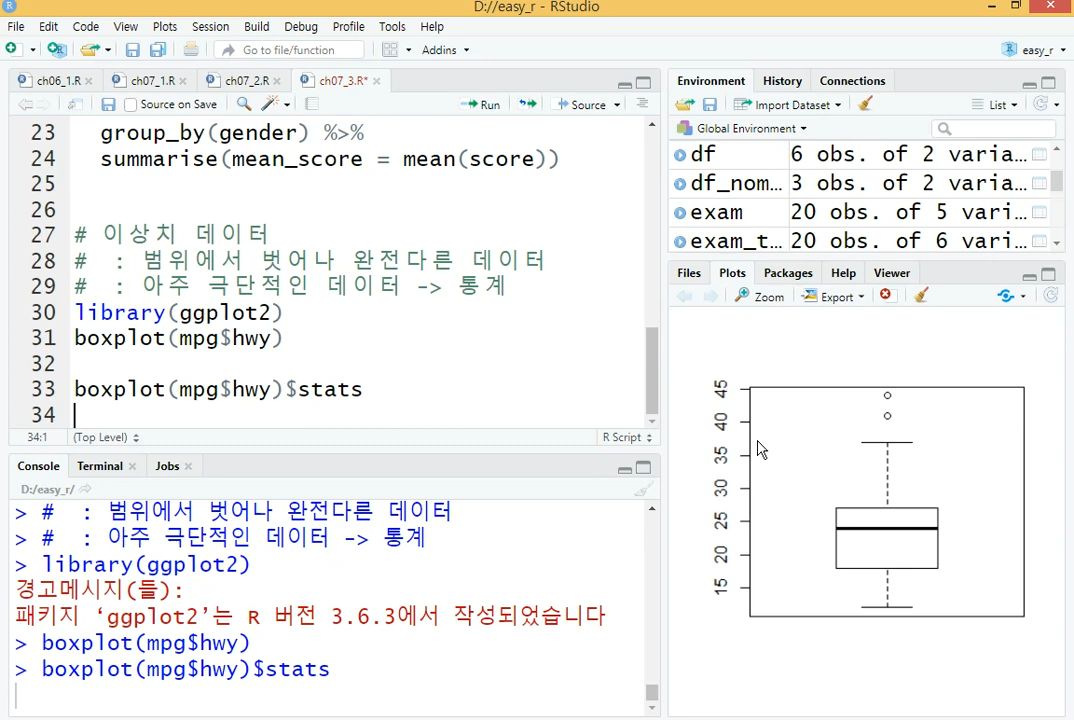 D://easy_r - RStudio
File Edit Code View Plots Session Build Debug Profile Tools Help
Go to file/function Addins easy_r
ch06_1.R ch07_1.R ch07_2.R ch07_3.R*
Source on Save Run Source
23 group_by(gender) %>%
24 summarise(mean_score = mean(score))
25
26
27 # 이상치 데이터
28 # : 범위에서 벗어나 완전다른 데이터
29 # : 아주 극단적인 데이터 -> 통계
30 library(ggplot2)
31 boxplot(mpg$hwy)
32
33 boxplot(mpg$hwy)$stats
34
34:1 (Top Level) R Script
Console Terminal Jobs
D:/easy_r/
> # : 범위에서 벗어나 완전다른 데이터
> # : 아주 극단적인 데이터 -> 통계
> library(ggplot2)
경고메시지(들):
패키지 ‘ggplot2’는 R 버전 3.6.3에서 작성되었습니다
> boxplot(mpg$hwy)
> boxplot(mpg$hwy)$stats
Environment History Connections
Import Dataset List
Global Environment
df 6 obs. of 2 varia...
df_nom... 3 obs. of 2 varia...
exam 20 obs. of 5 vari...
exam_t... 20 obs. of 6 vari...
Files Plots Packages Help Viewer
Zoom Export
45
40
35
30
25
20
15